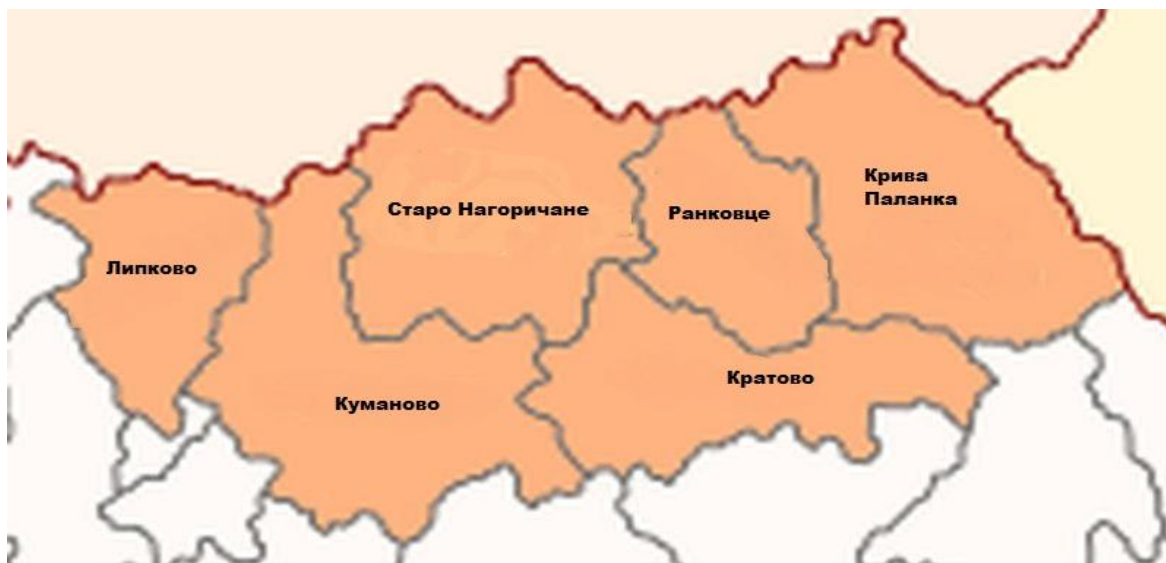 Крива
Паланка
Старо Нагоричане
Ранковце
Липково
Кратово
Куманово